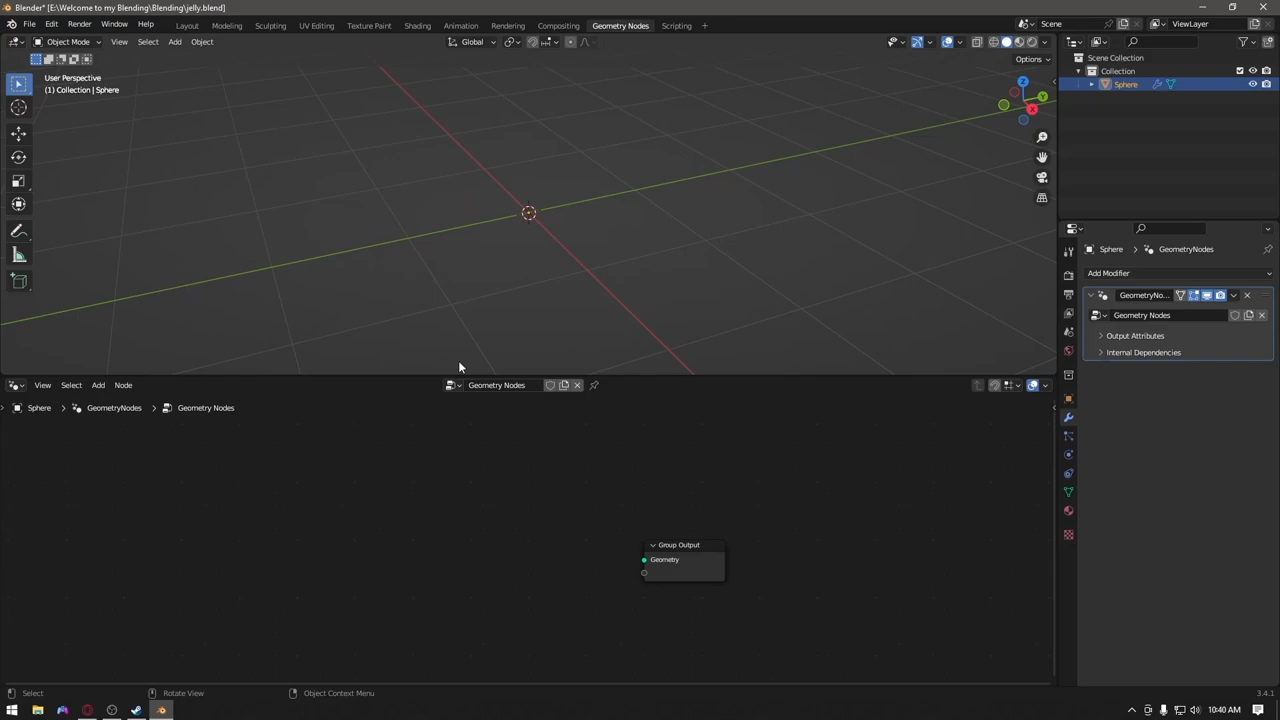 Blender* [E:\Welcome to my Blending\Blending\jelly.blend]
File Edit Render Window Help Layout Modeling Sculpting UV Editing Texture Paint Shading Animation Rendering Compositing Geometry Nodes Scripting + Scene ViewLayer
Object Mode View Select Add Object Global
Options
User Perspective
(1) Collection | Sphere
Z
Y
X
Scene Collection
Collection
Sphere
Sphere > GeometryNodes
Add Modifier
GeometryNo...
Geometry Nodes
Output Attributes
Internal Dependencies
View Select Add Node Geometry Nodes
Sphere > GeometryNodes > Geometry Nodes
Group Output
Geometry
Select Rotate View Object Context Menu 3.4.1
10:40 AM